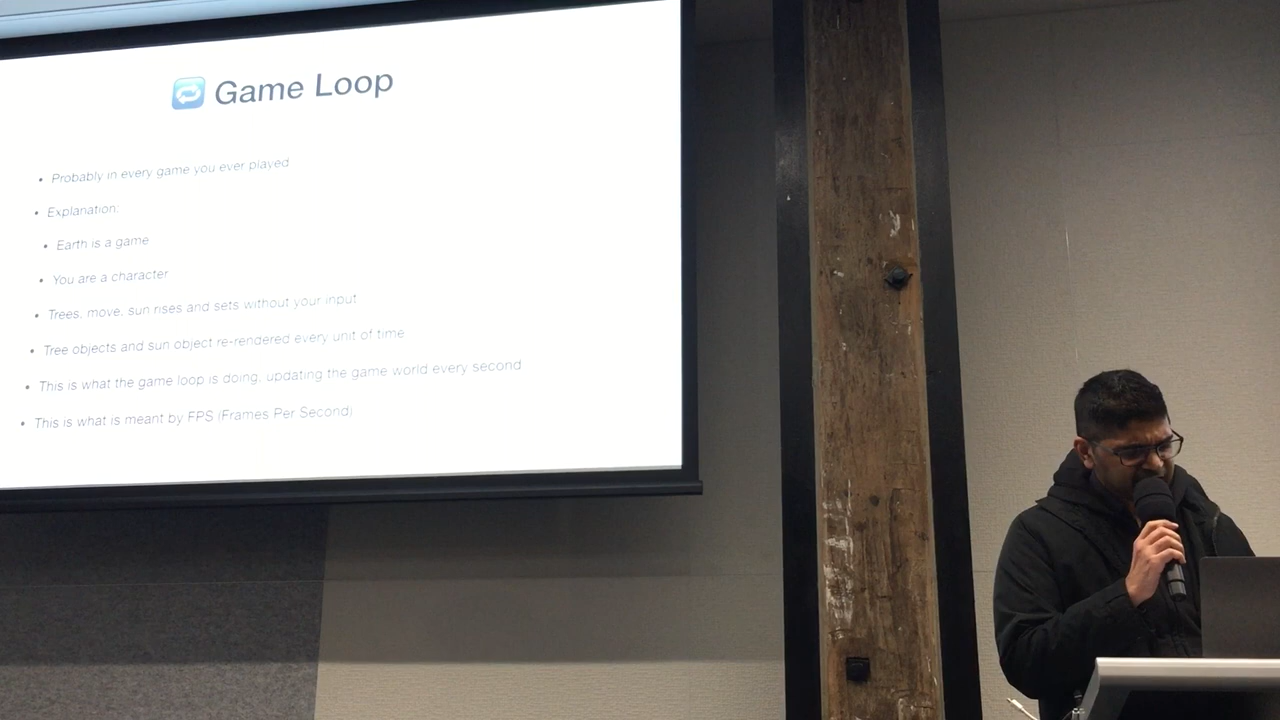 Game Loop
Probably in every game you ever played
Explanation:
Earth is a game
You are a character
Trees, move, sun rises and sets without your input
Tree objects and sun object re-rendered every unit of time
This is what the game loop is doing, updating the game world every second
This is what is meant by FPS (Frames Per Second)